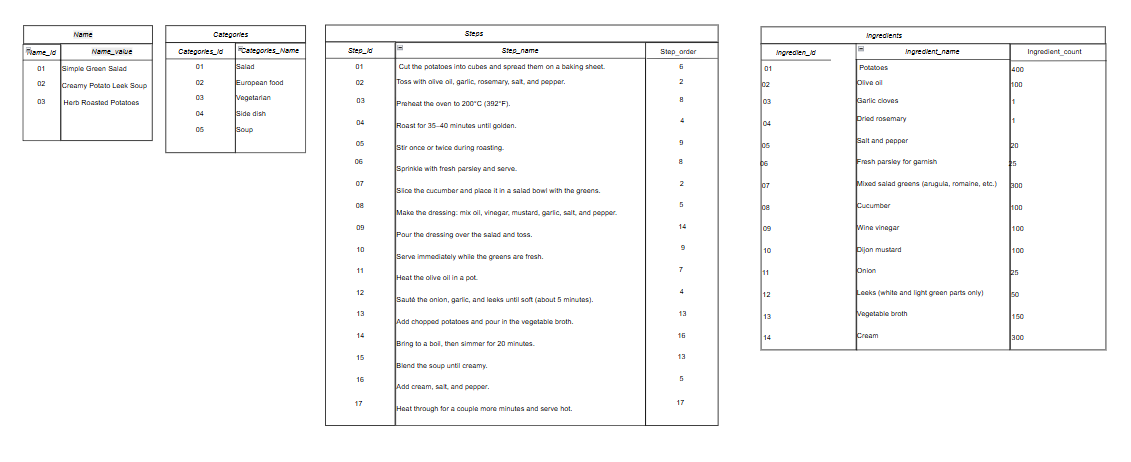 Name
Name_Id Name_value
01 Simple Green Salad
02 Creamy Potato Leek Soup
03 Herb Roasted Potatoes
Categories
Categories_Id Categories_Name
01 Salad
02 European food
03 Vegetarian
04 Side dish
05 Soup
Steps
Step_Id Step_name Step_order
01 Cut the potatoes into cubes and spread them on a baking sheet. 6
02 Toss with olive oil, garlic, rosemary, salt, and pepper. 2
03 Preheat the oven to 200°C (392°F). 8
04 Roast for 35–40 minutes until golden. 4
05 Stir once or twice during roasting. 9
06 Sprinkle with fresh parsley and serve. 8
07 Slice the cucumber and place it in a salad bowl with the greens. 2
08 Make the dressing: mix oil, vinegar, mustard, garlic, salt, and pepper. 5
09 Pour the dressing over the salad and toss. 14
10 Serve immediately while the greens are fresh. 9
11 Heat the olive oil in a pot. 7
12 Sauté the onion, garlic, and leeks until soft (about 5 minutes). 4
13 Add chopped potatoes and pour in the vegetable broth. 13
14 Bring to a boil, then simmer for 20 minutes. 16
15 Blend the soup until creamy. 13
16 Add cream, salt, and pepper. 5
17 Heat through for a couple more minutes and serve hot. 17
Ingredients
Ingredien_Id Ingredient_name Ingredient_count
01 Potatoes 400
02 Olive oil 100
03 Garlic cloves 1
04 Dried rosemary 1
05 Salt and pepper 20
06 Fresh parsley for garnish 25
07 Mixed salad greens (arugula, romaine, etc.) 300
08 Cucumber 100
09 Wine vinegar 100
10 Dijon mustard 100
11 Onion 25
12 Leeks (white and light green parts only) 50
13 Vegetable broth 150
14 Cream 300